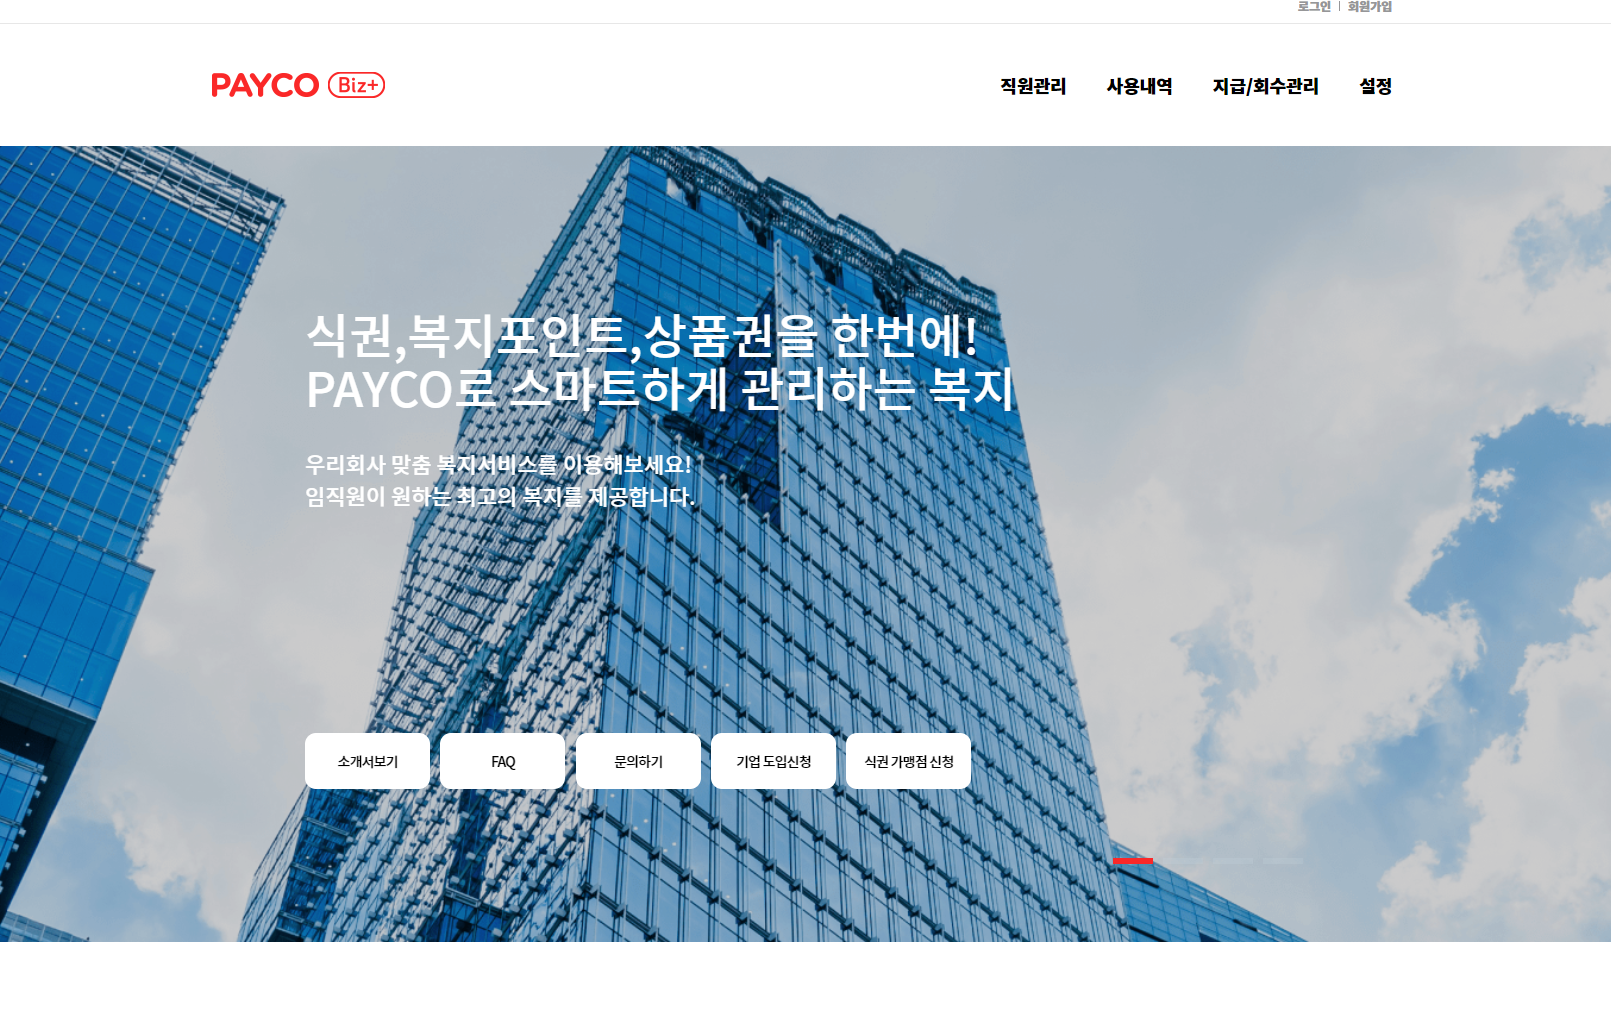 로그인 | 회원가입
PAYCO Biz+
직원관리 사용내역 지급/회수관리 설정
식권,복지포인트,상품권을 한번에!
PAYCO로 스마트하게 관리하는 복지
우리회사 맞춤 복지서비스를 이용해보세요!
임직원이 원하는 최고의 복지를 제공합니다.
소개서보기 FAQ 문의하기 기업 도입신청 식권 가맹점 신청